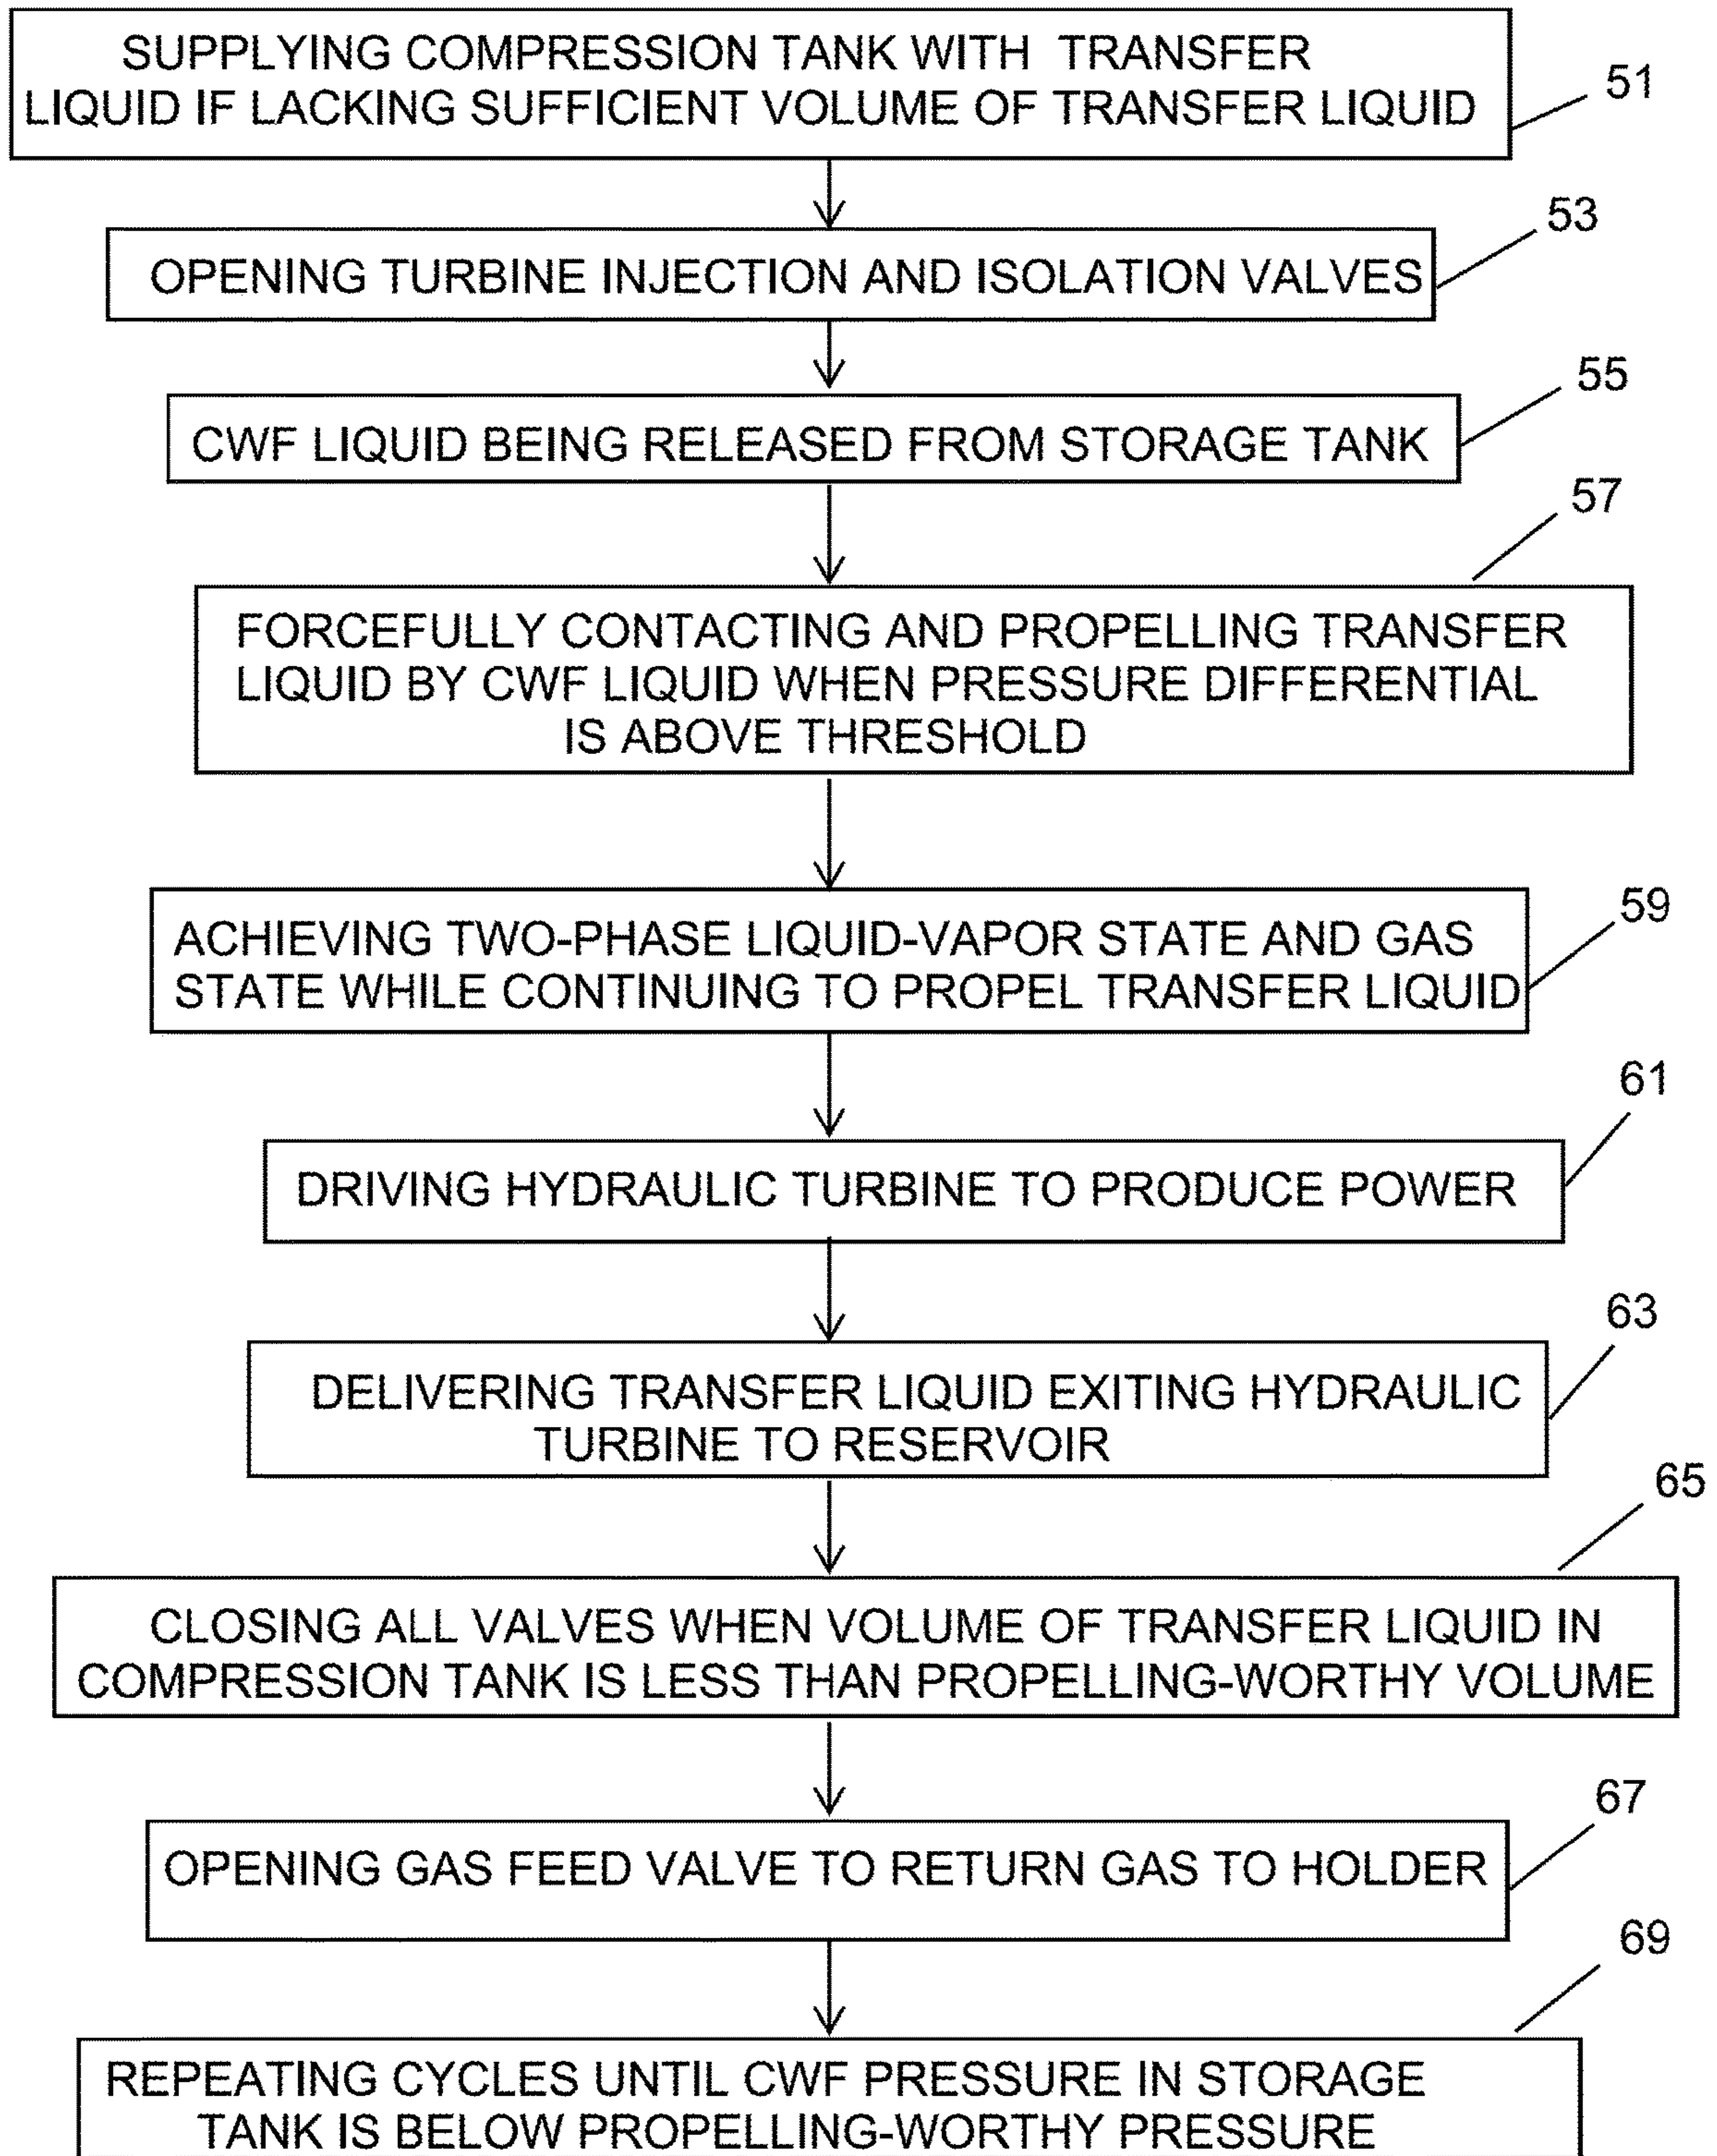 SUPPLYING COMPRESSION TANK WITH TRANSFER
LIQUID IF LACKING SUFFICIENT VOLUME OF TRANSFER LIQUID
51
OPENING TURBINE INJECTION AND ISOLATION VALVES
53
CWF LIQUID BEING RELEASED FROM STORAGE TANK
55
FORCEFULLY CONTACTING AND PROPELLING TRANSFER
LIQUID BY CWF LIQUID WHEN PRESSURE DIFFERENTIAL
IS ABOVE THRESHOLD
57
ACHIEVING TWO-PHASE LIQUID-VAPOR STATE AND GAS
STATE WHILE CONTINUING TO PROPEL TRANSFER LIQUID
59
DRIVING HYDRAULIC TURBINE TO PRODUCE POWER
61
DELIVERING TRANSFER LIQUID EXITING HYDRAULIC
TURBINE TO RESERVOIR
63
CLOSING ALL VALVES WHEN VOLUME OF TRANSFER LIQUID IN
COMPRESSION TANK IS LESS THAN PROPELLING-WORTHY VOLUME
65
OPENING GAS FEED VALVE TO RETURN GAS TO HOLDER
67
REPEATING CYCLES UNTIL CWF PRESSURE IN STORAGE
TANK IS BELOW PROPELLING-WORTHY PRESSURE
69